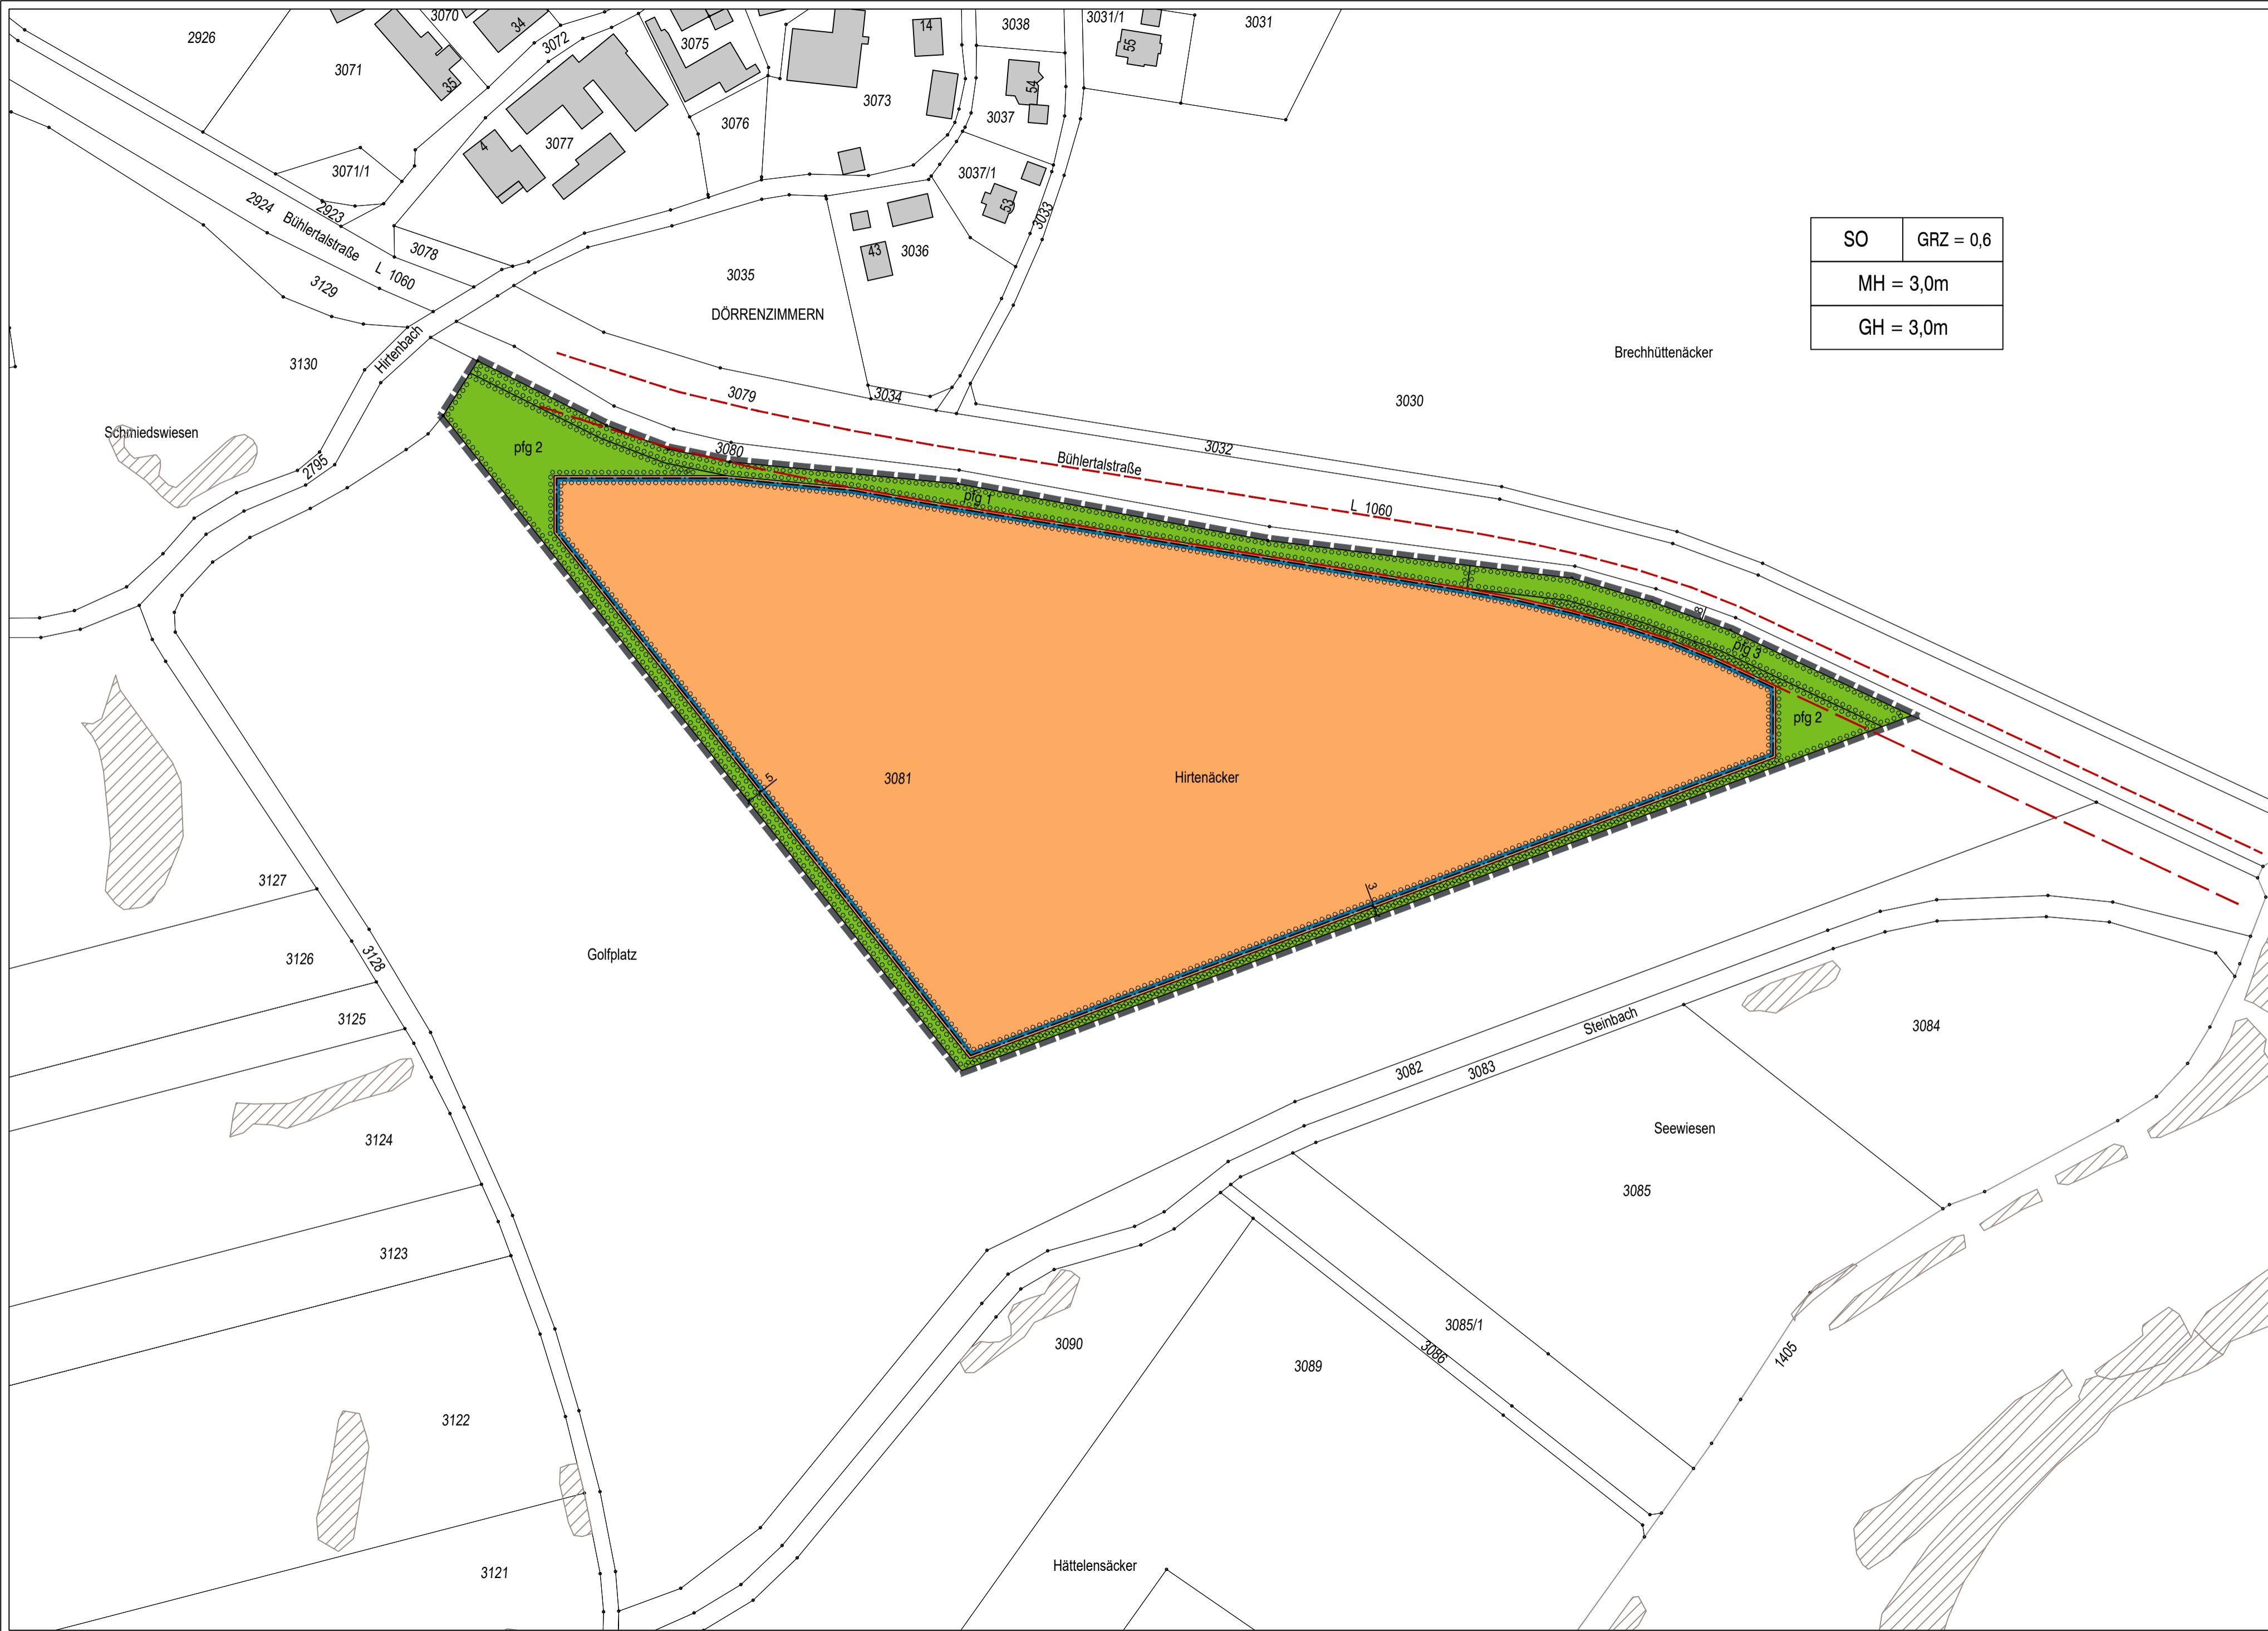 2926
3070
34
3072
3071
35
3075
14
3038
3031/1
3031
55
3073
54
3037
3076
4
3077
3071/1
3037/1
53
3033
2924
2923
Bühlertalstraße
L 1060
3078
43
3036
3035
3129
DÖRRENZIMMERN
SO
GRZ = 0,6
MH = 3,0m
GH = 3,0m
Hirtenbach
3130
Brechhüttenäcker
3079
3034
3030
Schmiedswiesen
pfg 2
3080
3032
2795
Bühlertalstraße
pfg 1
L 1060
8
pfg 3
pfg 2
5
3081
Hirtenäcker
3
3127
3126
3128
Golfplatz
3125
Steinbach
3084
3082
3083
3124
Seewiesen
3085
3123
3085/1
3086
3090
3089
1405
3122
Hättelensäcker
3121